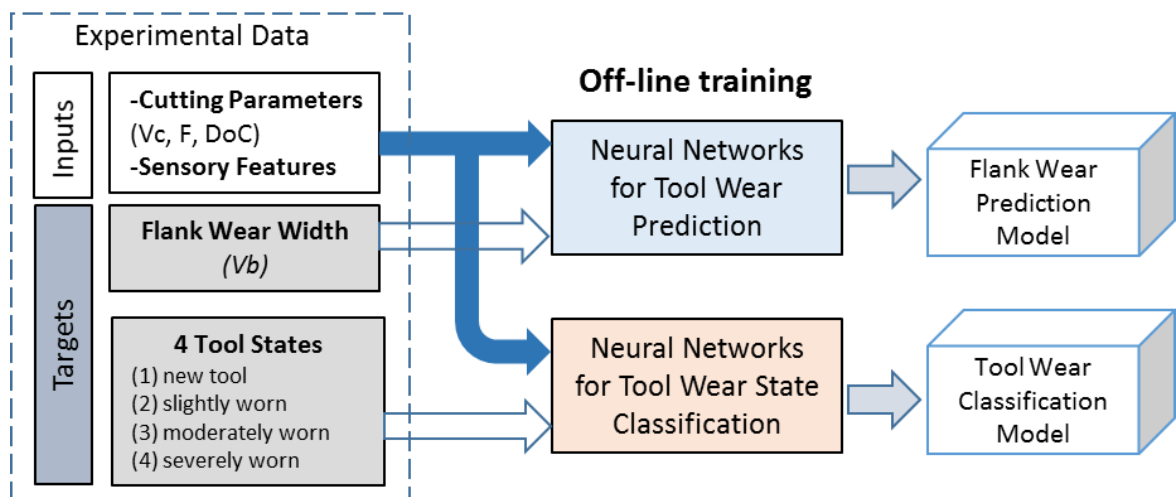 Experimental Data
Inputs
-Cutting Parameters
(Vc, F, DoC)
-Sensory Features
Targets
Flank Wear Width
(Vb)
4 Tool States
(1) new tool
(2) slightly worn
(3) moderately worn
(4) severely worn
Off-line training
Neural Networks
for Tool Wear
Prediction
Neural Networks
for Tool Wear State
Classification
Flank Wear
Prediction
Model
Tool Wear
Classification
Model